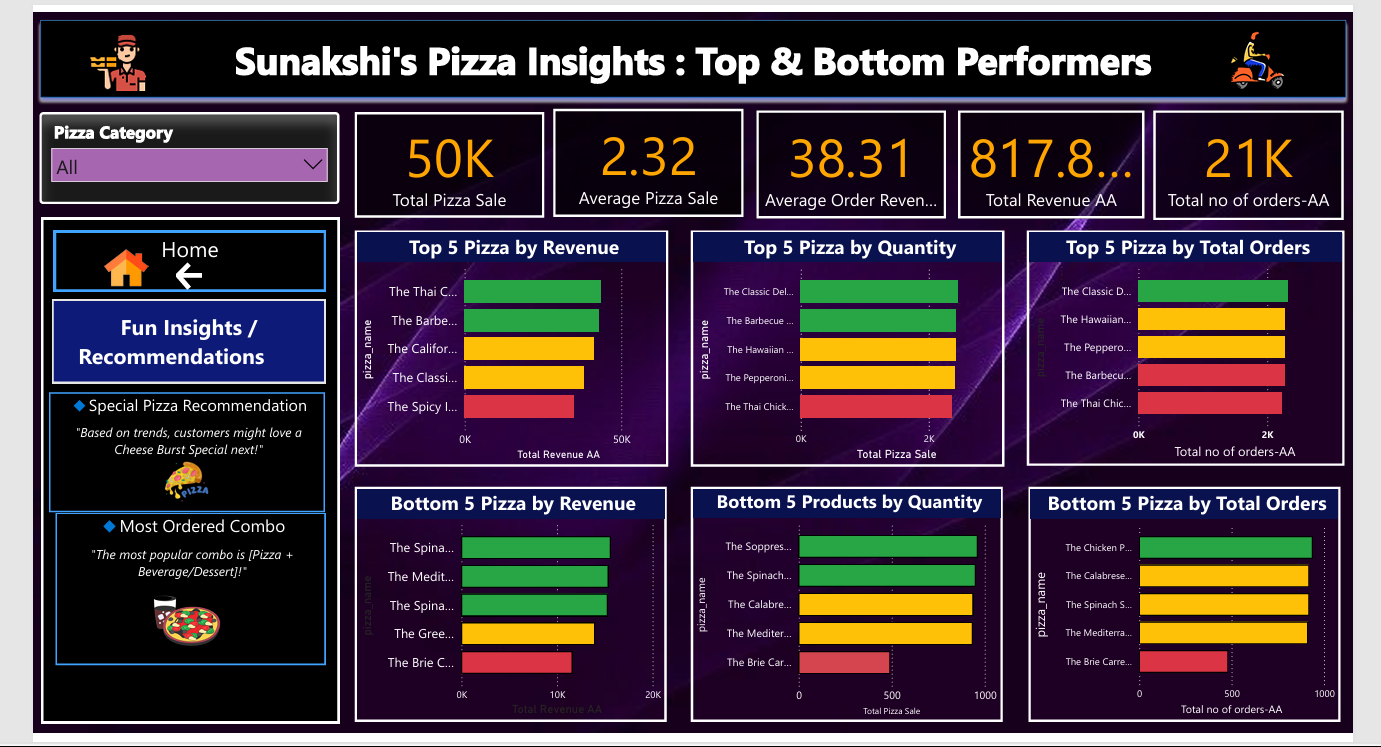 Sunakshi's Pizza Insights : Top & Bottom Performers
Pizza Category
All
50K
Total Pizza Sale
2.32
Average Pizza Sale
38.31
Average Order Reven...
817.8...
Total Revenue AA
21K
Total no of orders-AA
Home
Fun Insights /
Recommendations
Special Pizza Recommendation
"Based on trends, customers might love a
Cheese Burst Special next!"
PIZZA
Most Ordered Combo
"The most popular combo is [Pizza +
Beverage/Dessert]!"
Top 5 Pizza by Revenue
pizza_name
The Thai C...
The Barbe...
The Califor...
The Classi...
The Spicy I...
0K 50K
Total Revenue AA
Top 5 Pizza by Quantity
pizza_name
The Classic Del...
The Barbecue ...
The Hawaiian ...
The Pepperoni...
The Thai Chick...
0K 2K
Total Pizza Sale
Top 5 Pizza by Total Orders
pizza_name
The Classic D...
The Hawaiian...
The Peppero...
The Barbecu...
The Thai Chic...
0K 2K
Total no of orders-AA
Bottom 5 Pizza by Revenue
pizza_name
The Spina...
The Medit...
The Spina...
The Gree...
The Brie C...
0K 10K 20K
Total Revenue AA
Bottom 5 Products by Quantity
pizza_name
The Soppres...
The Spinach...
The Calabre...
The Mediter...
The Brie Car...
0 500 1000
Total Pizza Sale
Bottom 5 Pizza by Total Orders
pizza_name
The Chicken P...
The Calabrese...
The Spinach S...
The Mediterra...
The Brie Carre...
0 500 1000
Total no of orders-AA